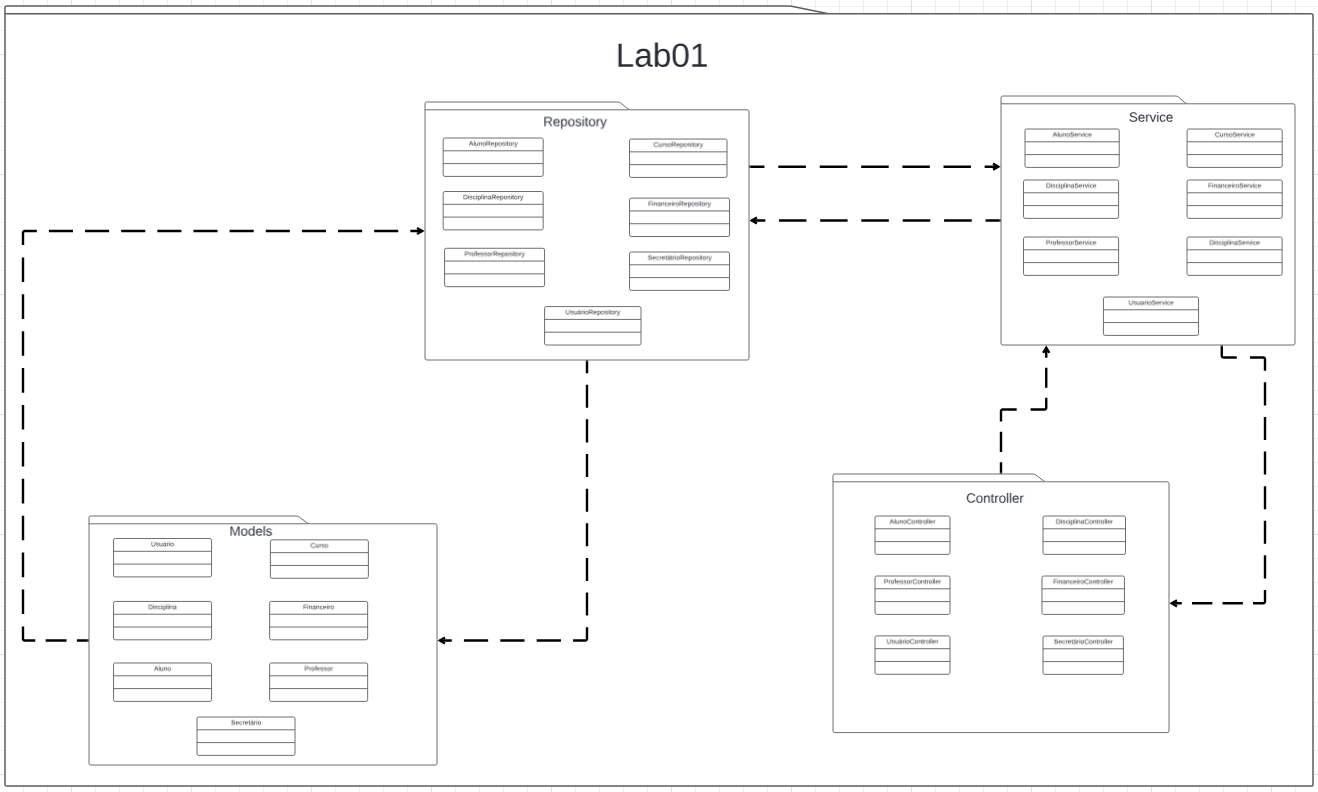 Lab01
Repository
AlunoRepository
CursoRepository
DisciplinaRepository
FinanceiroRepository
ProfessorRepository
SecretátrioRepository
UsuárioRepository
Service
AlunoService
CursoService
DisciplinaService
FinanceiroService
ProfessorService
DisciplinaService
UsuarioService
Models
Usuario
Curso
Disciplina
Financeiro
Aluno
Professor
Secretário
Controller
AlunoController
DisciplinaController
ProfessorController
FinanceiroController
UsuárioController
SecretárioController